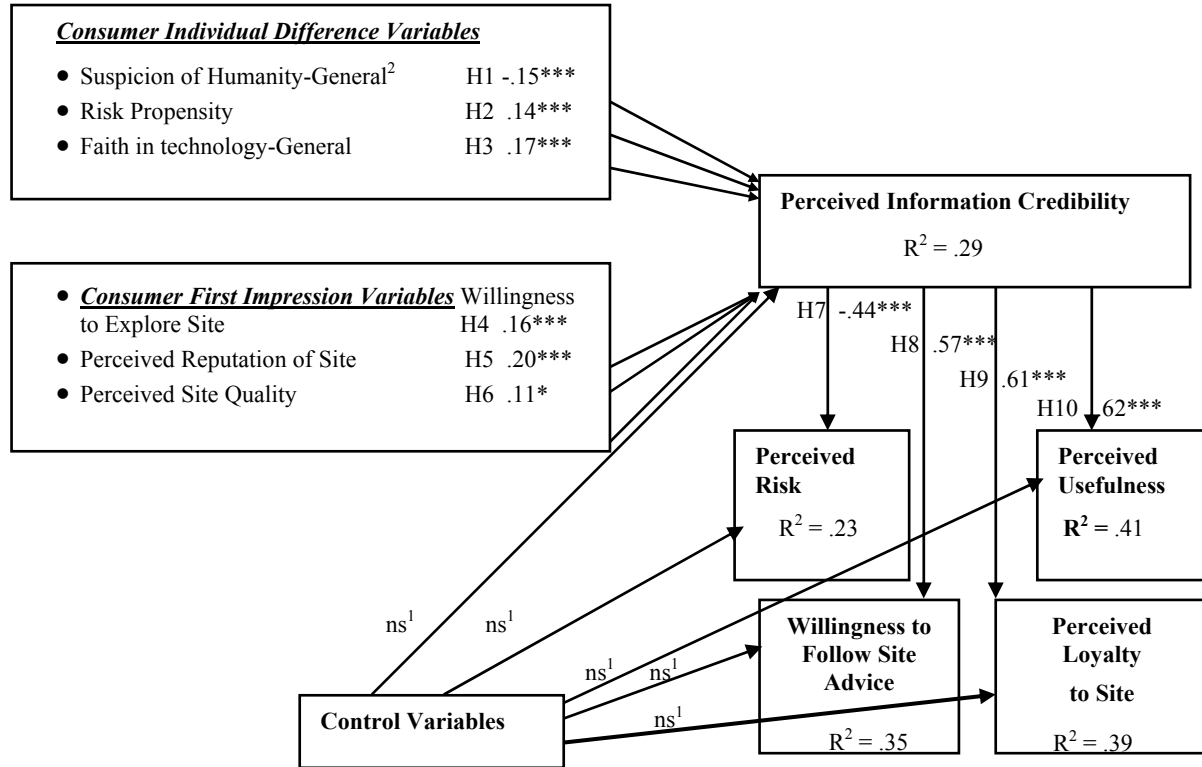 Consumer Individual Difference Variables
• Suspicion of Humanity-General² H1 -.15***
• Risk Propensity H2 .14***
• Faith in technology-General H3 .17***
Perceived Information Credibility
R² = .29
• Consumer First Impression Variables Willingness
to Explore Site H4 .16***
• Perceived Reputation of Site H5 .20***
• Perceived Site Quality H6 .11*
H7 -.44***
H8 .57***
H9 .61***
H10 .62***
Perceived
Risk
R² = .23
Perceived
Usefulness
R² = .41
Willingness to
Follow Site
Advice
R² = .35
Perceived
Loyalty
to Site
R² = .39
ns¹
ns¹
ns¹
ns¹
ns¹
Control Variables